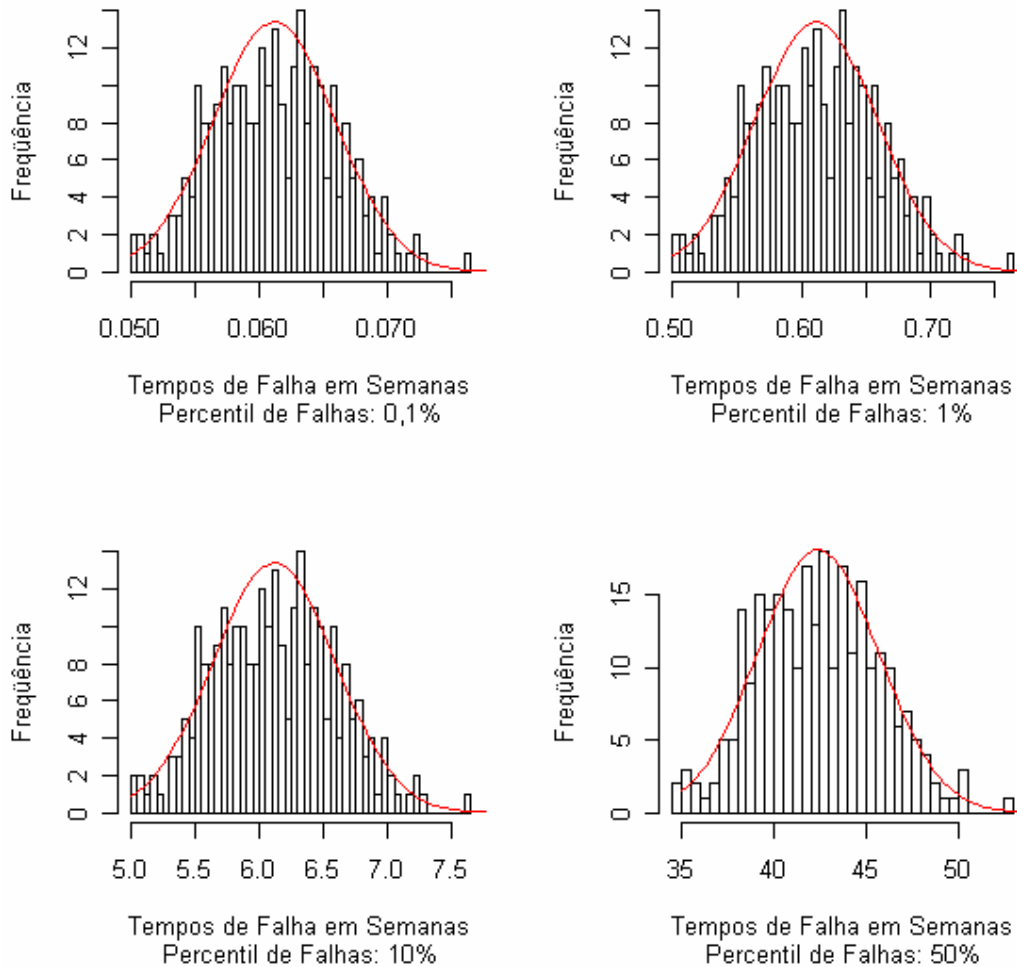 Freqüência
0 2 4 6 8 12
0.050 0.060 0.070
Tempos de Falha em Semanas
Percentil de Falhas: 0,1%
Freqüência
0 2 4 6 8 12
0.50 0.60 0.70
Tempos de Falha em Semanas
Percentil de Falhas: 1%
Freqüência
0 2 4 6 8 12
5.0 5.5 6.0 6.5 7.0 7.5
Tempos de Falha em Semanas
Percentil de Falhas: 10%
Freqüência
0 5 10 15
35 40 45 50
Tempos de Falha em Semanas
Percentil de Falhas: 50%